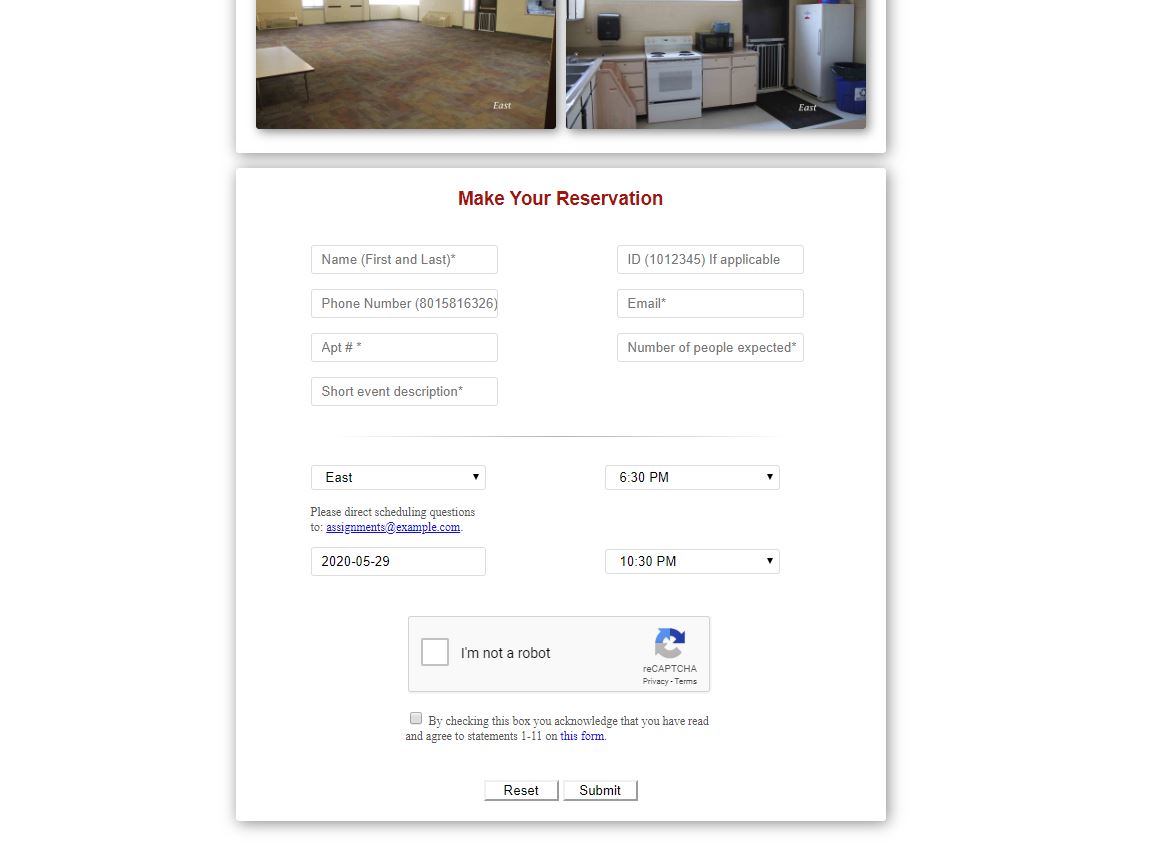 East
East
Make Your Reservation
Name (First and Last)*
ID (1012345) If applicable
Phone Number (8015816326)
Email*
Apt # *
Number of people expected*
Short event description*
East
6:30 PM
Please direct scheduling questions
to: assignments@example.com.
2020-05-29
10:30 PM
I'm not a robot
reCAPTCHA
Privacy - Terms
By checking this box you acknowledge that you have read
and agree to statements 1-11 on this form.
Reset
Submit